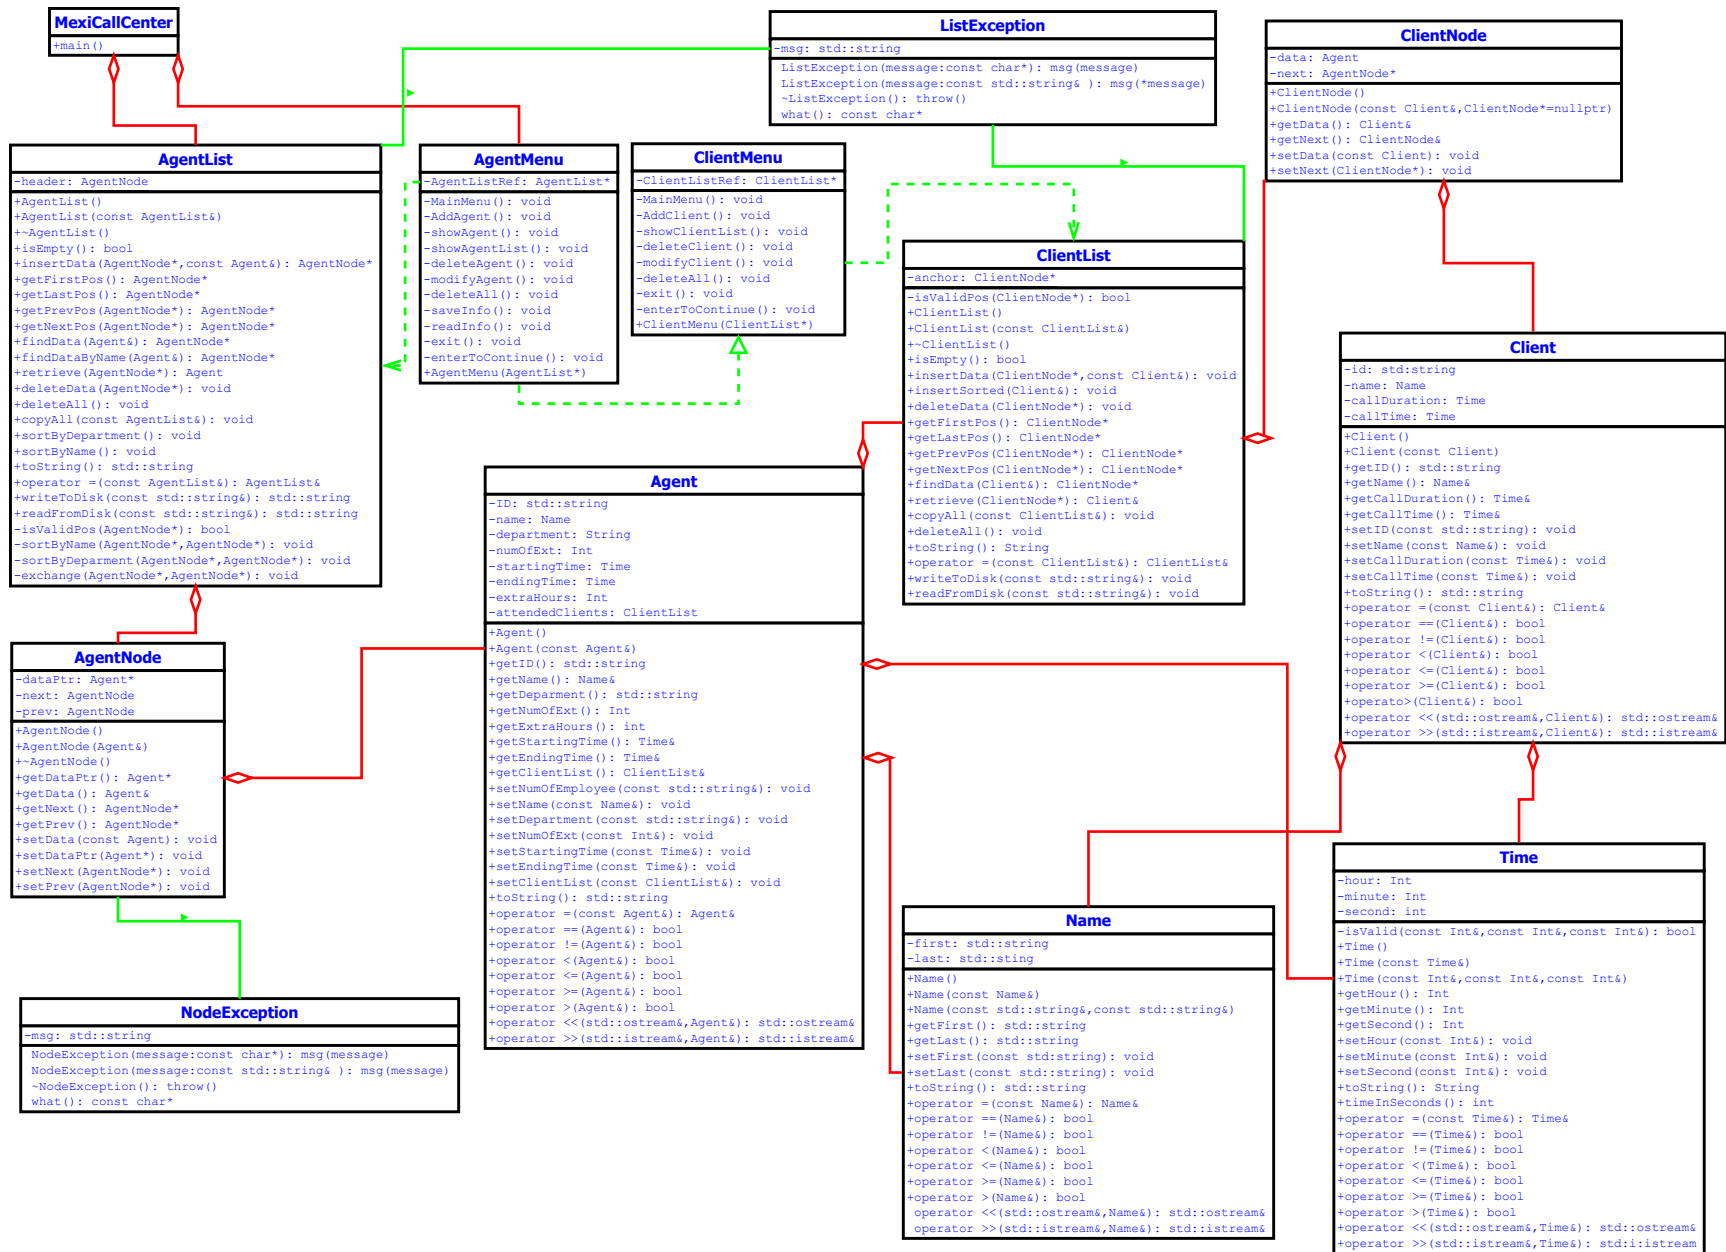 MexiCallCenter
+main()
ListException
-msg: std::string
ListException(message:const char*): msg(message)
ListException(message:const std::string& ): msg(*message)
~ListException(): throw()
what(): const char*
ClientNode
-data: Agent
-next: AgentNode*
+ClientNode()
+ClientNode(const Client&,ClientNode*=nullptr)
+getData(): Client&
+getNext(): ClientNode&
+setData(const Client): void
+setNext(ClientNode*): void
AgentList
-header: AgentNode
+AgentList()
+AgentList(const AgentList&)
+~AgentList()
+isEmpty(): bool
+insertData(AgentNode*,const Agent&): AgentNode*
+getFirstPos(): AgentNode*
+getLastPos(): AgentNode*
+getPrevPos(AgentNode*): AgentNode*
+getNextPos(AgentNode*): AgentNode*
+findData(Agent&): AgentNode*
+findDataByName(Agent&): AgentNode*
+retrieve(AgentNode*): Agent
+deleteData(AgentNode*): void
+deleteAll(): void
+copyAll(const AgentList&): void
+sortByDepartment(): void
+sortByName(): void
+toString(): std::string
+operator =(const AgentList&): AgentList&
+writeToDisk(const std::string&): std::string
+readFromDisk(const std::string&): std::string
-isValidPos(AgentNode*): bool
-sortByName(AgentNode*,AgentNode*): void
-sortByDeparment(AgentNode*,AgentNode*): void
-exchange(AgentNode*,AgentNode*): void
AgentMenu
-AgentListRef: AgentList*
-MainMenu(): void
-AddAgent(): void
-showAgent(): void
-showAgentList(): void
-deleteAgent(): void
-modifyAgent(): void
-deleteAll(): void
-saveInfo(): void
-readInfo(): void
-exit(): void
-enterToContinue(): void
+AgentMenu(AgentList*)
ClientMenu
-ClientListRef: ClientList*
-MainMenu(): void
-AddClient(): void
-showClientList(): void
-deleteClient(): void
-modifyClient(): void
-deleteAll(): void
-exit(): void
-enterToContinue(): void
+ClientMenu(ClientList*)
ClientList
-anchor: ClientNode*
-isValidPos(ClientNode*): bool
+ClientList()
+ClientList(const ClientList&)
+~ClientList()
+isEmpty(): bool
+insertData(ClientNode*,const Client&): void
+insertSorted(Client&): void
+deleteData(ClientNode*): void
+getFirstPos(): ClientNode*
+getLastPos(): ClientNode*
+getPrevPos(ClientNode*): ClientNode*
+getNextPos(ClientNode*): ClientNode*
+findData(Client&): ClientNode*
+retrieve(ClientNode*): Client&
+copyAll(const ClientList&): void
+deleteAll(): void
+toString(): String
+operator =(const ClientList&): ClientList&
+writeToDisk(const std::string&): void
+readFromDisk(const std::string&): void
Client
-id: std:string
-name: Name
-callDuration: Time
-callTime: Time
+Client()
+Client(const Client)
+getID(): std::string
+getName(): Name&
+getCallDuration(): Time&
+getCallTime(): Time&
+setID(const std::string): void
+setName(const Name&): void
+setCallDuration(const Time&): void
+setCallTime(const Time&): void
+toString(): std::string
+operator =(const Client&): Client&
+operator ==(Client&): bool
+operator !=(Client&): bool
+operator <(Client&): bool
+operator <=(Client&): bool
+operator >=(Client&): bool
+operato>(Client&): bool
+operator <<(std::ostream&,Client&): std::ostream&
+operator >>(std::istream&,Client&): std::istream&
Agent
-ID: std::string
-name: Name
-department: String
-numOfExt: Int
-startingTime: Time
-endingTime: Time
-extraHours: Int
-attendedClients: ClientList
+Agent()
+Agent(const Agent&)
+getID(): std::string
+getName(): Name&
+getDeparment(): std::string
+getNumOfExt(): Int
+getExtraHours(): int
+getStartingTime(): Time&
+getEndingTime(): Time&
+getClientList(): ClientList&
+setNumOfEmployee(const std::string&): void
+setName(const Name&): void
+setDepartment(const std::string&): void
+setNumOfExt(const Int&): void
+setStartingTime(const Time&): void
+setEndingTime(const Time&): void
+setClientList(const ClientList&): void
+toString(): std::string
+operator =(const Agent&): Agent&
+operator ==(Agent&): bool
+operator !=(Agent&): bool
+operator <(Agent&): bool
+operator <=(Agent&): bool
+operator >=(Agent&): bool
+operator >(Agent&): bool
+operator <<(std::ostream&,Agent&): std::ostream&
+operator >>(std::istream&,Agent&): std::istream&
AgentNode
-dataPtr: Agent*
-next: AgentNode
-prev: AgentNode
+AgentNode()
+AgentNode(Agent&)
+~AgentNode()
+getDataPtr(): Agent*
+getData(): Agent&
+getNext(): AgentNode*
+getPrev(): AgentNode*
+setData(const Agent): void
+setDataPtr(Agent*): void
+setNext(AgentNode*): void
+setPrev(AgentNode*): void
NodeException
-msg: std::string
NodeException(message:const char*): msg(message)
NodeException(message:const std::string& ): msg(message)
~NodeException(): throw()
what(): const char*
Name
-first: std::string
-last: std::sting
+Name()
+Name(const Name&)
+Name(const std::string&,const std::string&)
+getFirst(): std::string
+getLast(): std::string
+setFirst(const std:string): void
+setLast(const std::string): void
+toString(): std::string
+operator =(const Name&): Name&
+operator ==(Name&): bool
+operator !=(Name&): bool
+operator <(Name&): bool
+operator <=(Name&): bool
+operator >=(Name&): bool
+operator >(Name&): bool
operator <<(std::ostream&,Name&): std::ostream&
operator >>(std::istream&,Name&): std::istream&
Time
-hour: Int
-minute: Int
-second: int
-isValid(const Int&,const Int&,const Int&): bool
+Time()
+Time(const Time&)
+Time(const Int&,const Int&,const Int&)
+getHour(): Int
+getMinute(): Int
+getSecond(): Int
+setHour(const Int&): void
+setMinute(const Int&): void
+setSecond(const Int&): void
+toString(): String
+timeInSeconds(): int
+operator =(const Time&): Time&
+operator ==(Time&): bool
+operator !=(Time&): bool
+operator <(Time&): bool
+operator <=(Time&): bool
+operator >=(Time&): bool
+operator >(Time&): bool
+operator <<(std::ostream&,Time&): std::ostream&
+operator >>(std::istream&,Time&): std:i:istream